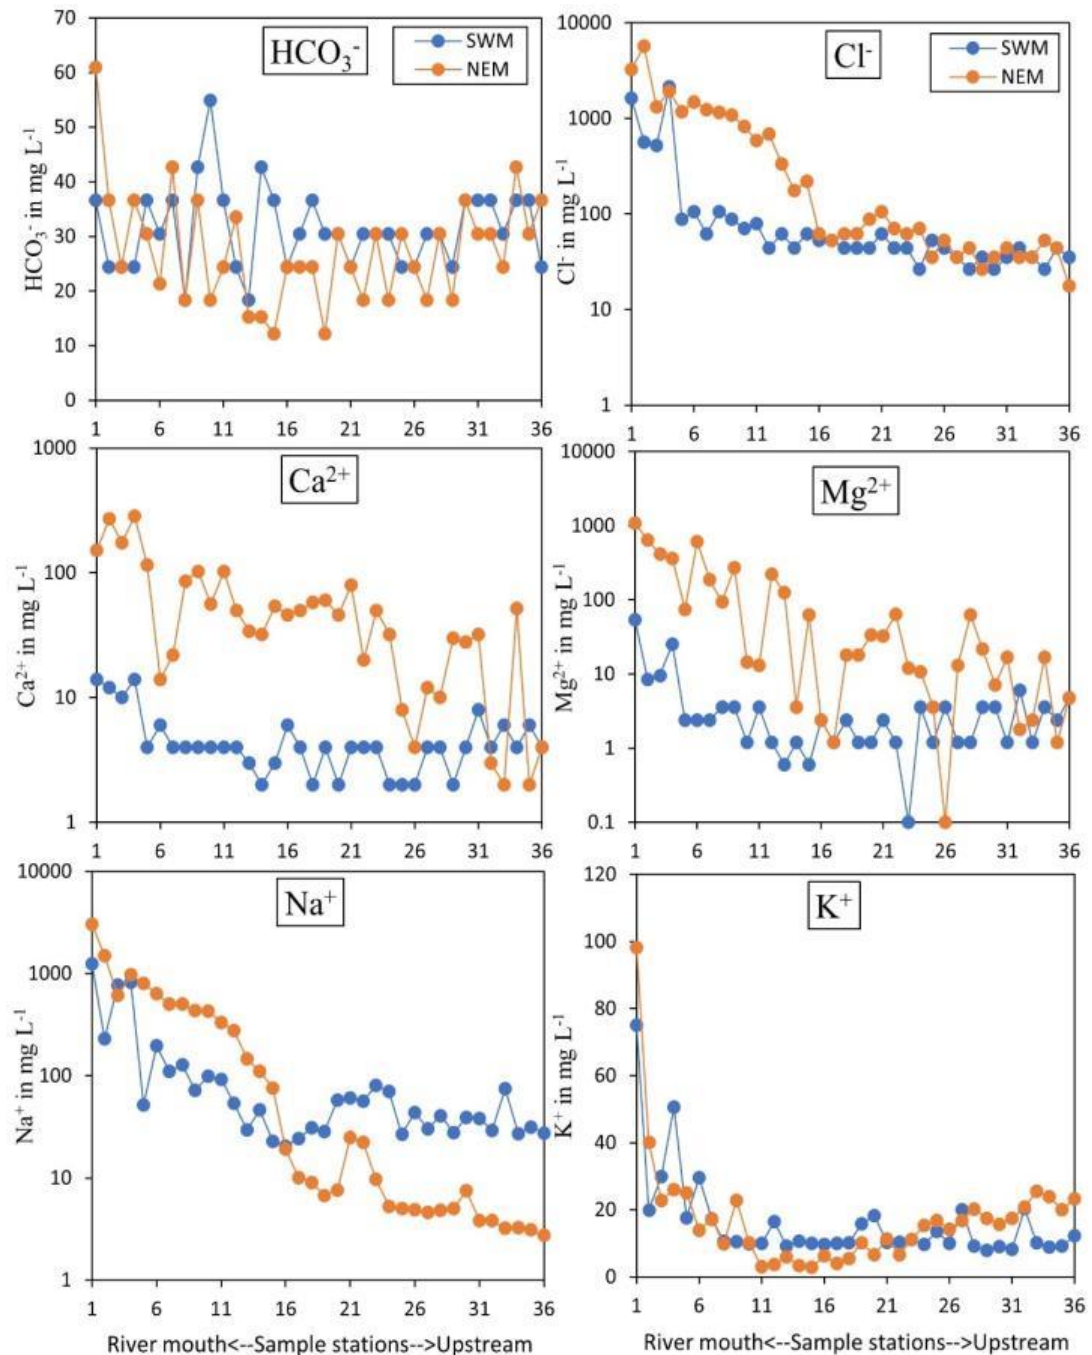 HCO₃⁻
SWM
NEM
HCO₃⁻ in mg L⁻¹
70
60
50
40
30
20
10
0
1 6 11 16 21 26 31 36
Cl⁻
SWM
NEM
Cl⁻ in mg L⁻¹
10000
1000
100
10
1
1 6 11 16 21 26 31 36
Ca²⁺
Ca²⁺ in mg L⁻¹
1000
100
10
1
1 6 11 16 21 26 31 36
Mg²⁺
Mg²⁺ in mg L⁻¹
10000
1000
100
10
1
0.1
1 6 11 16 21 26 31 36
Na⁺
Na⁺ in mg L⁻¹
10000
1000
100
10
1
1 6 11 16 21 26 31 36
River mouth<--Sample stations-->Upstream
K⁺
K⁺ in mg L⁻¹
120
100
80
60
40
20
0
1 6 11 16 21 26 31 36
River mouth<--Sample stations-->Upstream